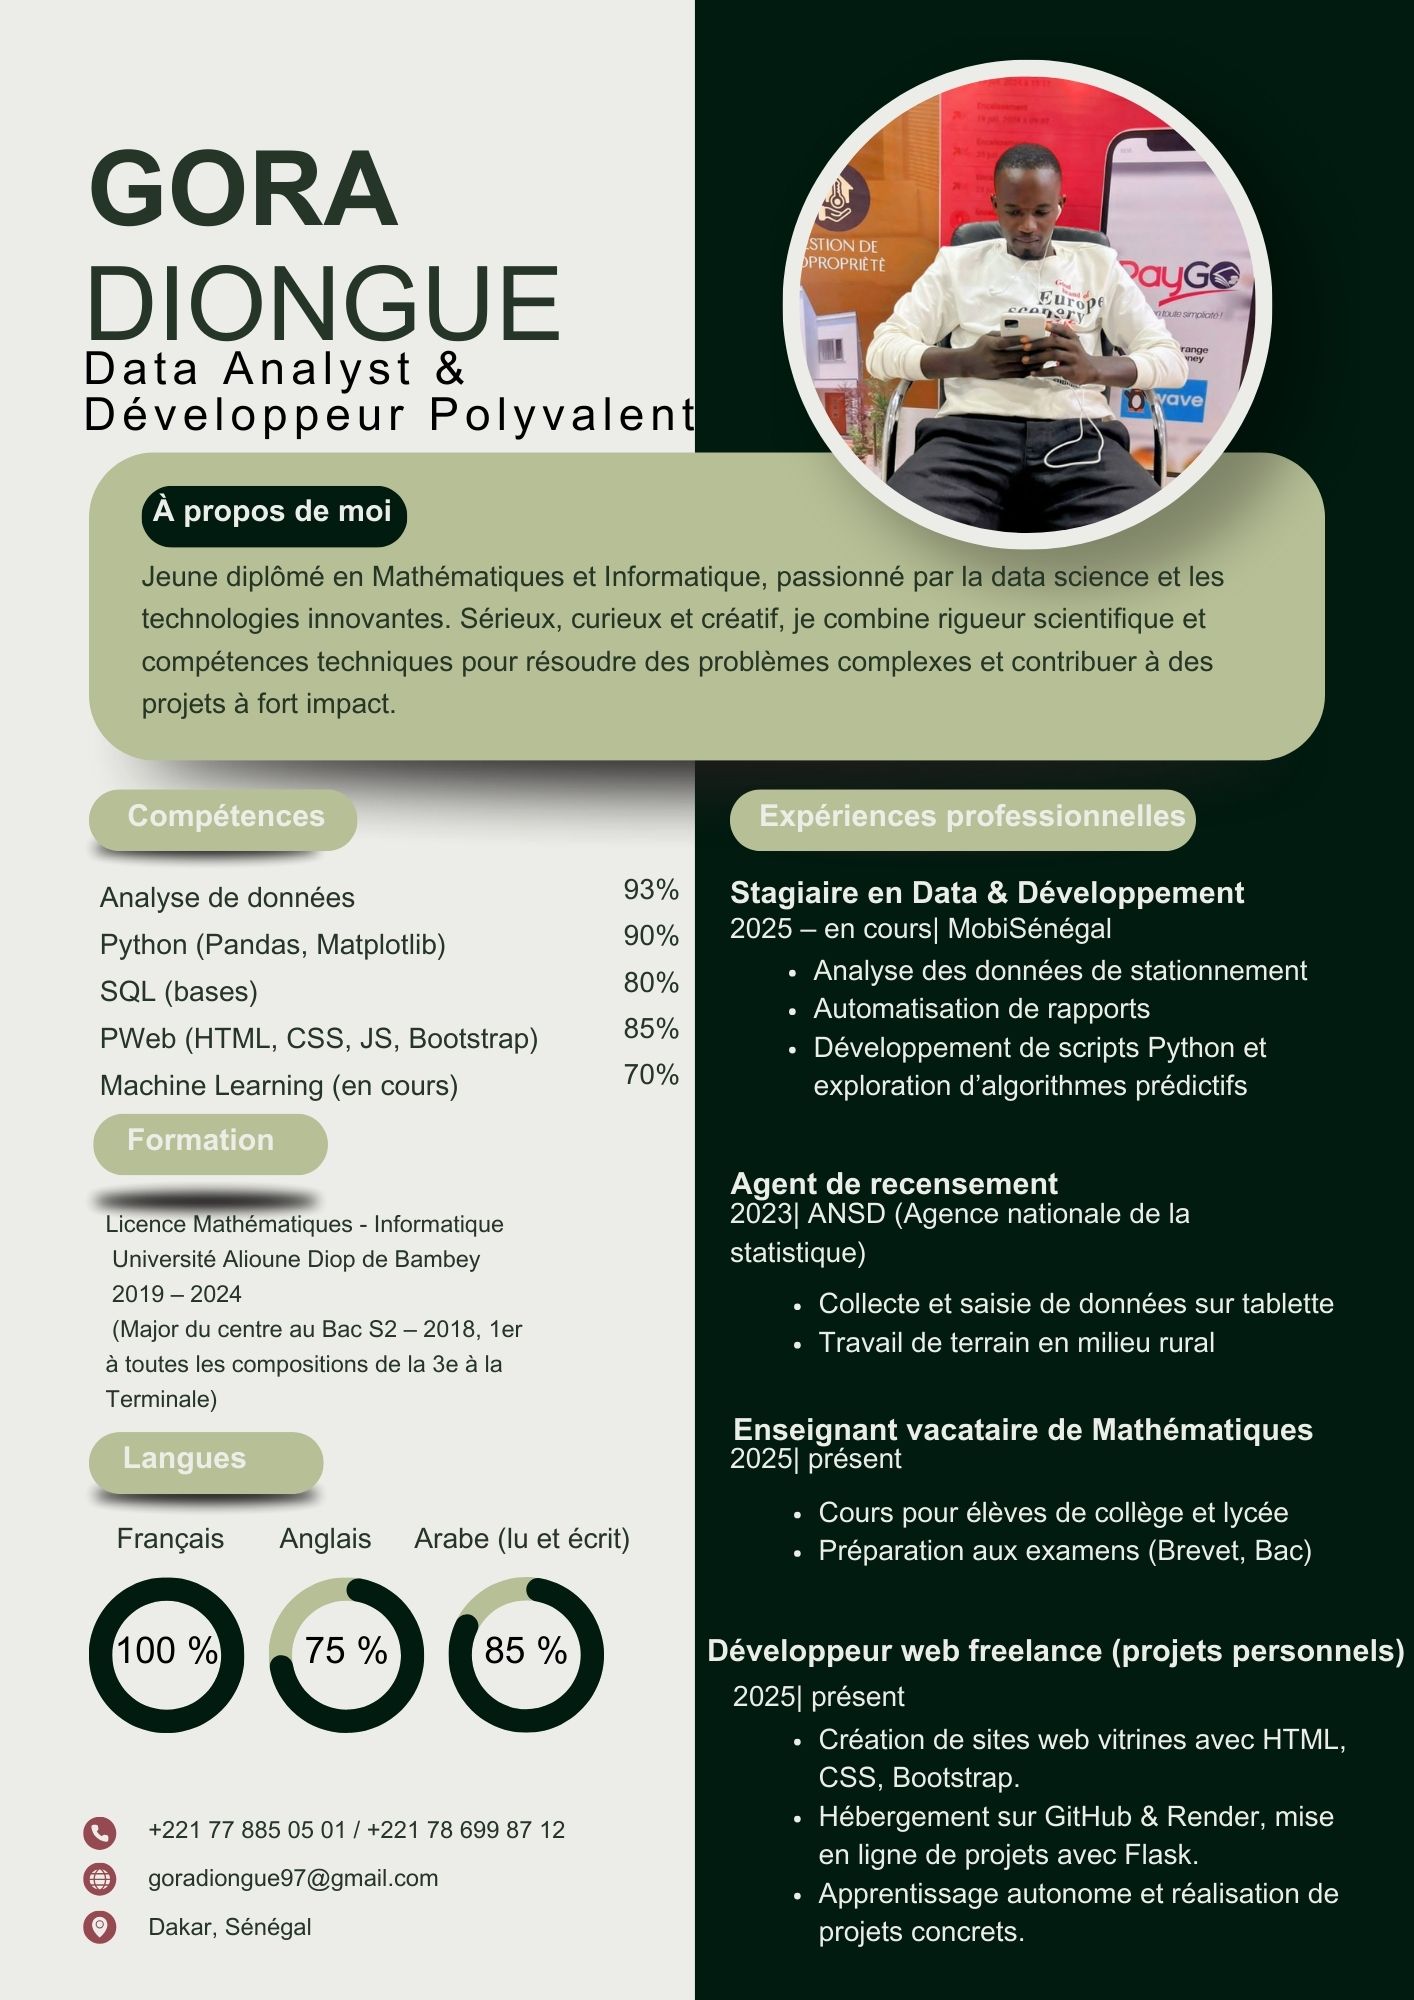 GORA
DIONGUE
Data Analyst &
Développeur Polyvalent
STION DE
OPROPRIÉTÉ
PayGO
n toute simplicité !
range
ney
wave
Europe
scenery
À propos de moi
Jeune diplômé en Mathématiques et Informatique, passionné par la data science et les
technologies innovantes. Sérieux, curieux et créatif, je combine rigueur scientifique et
compétences techniques pour résoudre des problèmes complexes et contribuer à des
projets à fort impact.
Compétences
Analyse de données 93%
Python (Pandas, Matplotlib) 90%
SQL (bases) 80%
PWeb (HTML, CSS, JS, Bootstrap) 85%
Machine Learning (en cours) 70%
Formation
Licence Mathématiques - Informatique
Université Alioune Diop de Bambey
2019 – 2024
(Major du centre au Bac S2 – 2018, 1er
à toutes les compositions de la 3e à la
Terminale)
Langues
Français Anglais Arabe (lu et écrit)
100 % 75 % 85 %
+221 77 885 05 01 / +221 78 699 87 12
goradiongue97@gmail.com
Dakar, Sénégal
Expériences professionnelles
Stagiaire en Data & Développement
2025 – en cours| MobiSénégal
• Analyse des données de stationnement
• Automatisation de rapports
• Développement de scripts Python et
exploration d’algorithmes prédictifs
Agent de recensement
2023| ANSD (Agence nationale de la
statistique)
• Collecte et saisie de données sur tablette
• Travail de terrain en milieu rural
Enseignant vacataire de Mathématiques
2025| présent
• Cours pour élèves de collège et lycée
• Préparation aux examens (Brevet, Bac)
Développeur web freelance (projets personnels)
2025| présent
• Création de sites web vitrines avec HTML,
CSS, Bootstrap.
• Hébergement sur GitHub & Render, mise
en ligne de projets avec Flask.
• Apprentissage autonome et réalisation de
projets concrets.